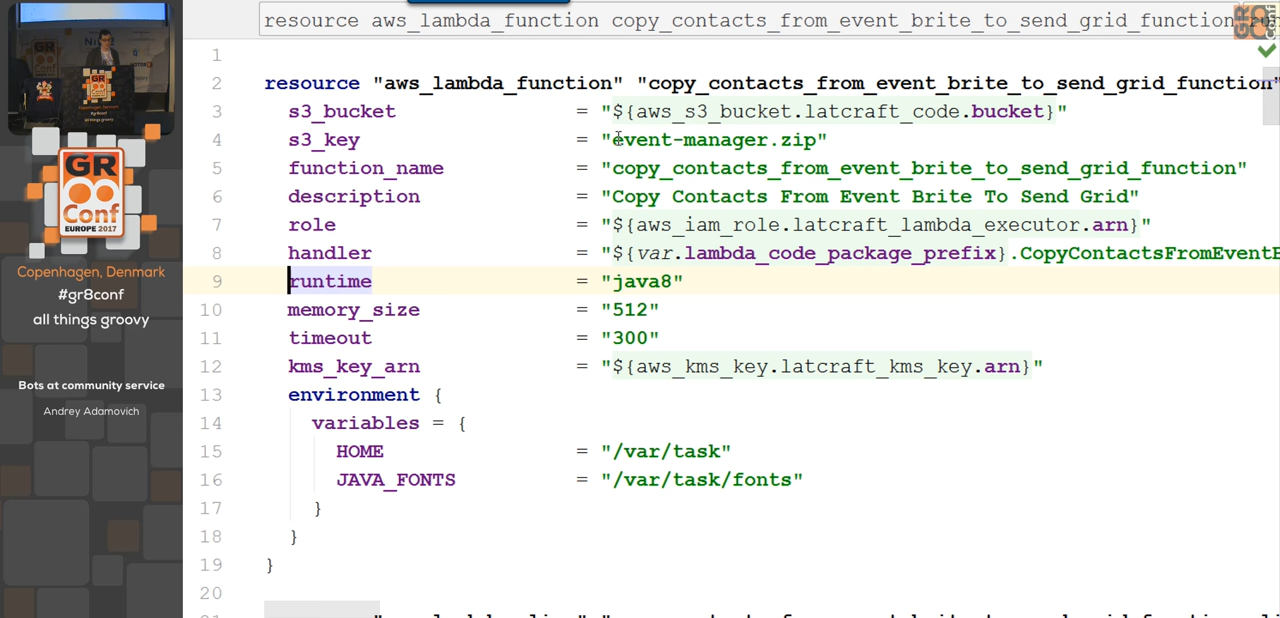 GR8
Conf
EUROPE 2017
Copenhagen, Denmark
#gr8conf
all things groovy
Bots at community service
Andrey Adamovich
resource aws_lambda_function copy_contacts_from_event_brite_to_send_grid_function
1
2 resource "aws_lambda_function" "copy_contacts_from_event_brite_to_send_grid_function"
3 s3_bucket = "${aws_s3_bucket.latcraft_code.bucket}"
4 s3_key = "event-manager.zip"
5 function_name = "copy_contacts_from_event_brite_to_send_grid_function"
6 description = "Copy Contacts From Event Brite To Send Grid"
7 role = "${aws_iam_role.latcraft_lambda_executor.arn}"
8 handler = "${var.lambda_code_package_prefix}.CopyContactsFromEventB
9 runtime = "java8"
10 memory_size = "512"
11 timeout = "300"
12 kms_key_arn = "${aws_kms_key.latcraft_kms_key.arn}"
13 environment {
14 variables = {
15 HOME = "/var/task"
16 JAVA_FONTS = "/var/task/fonts"
17 }
18 }
19 }
20